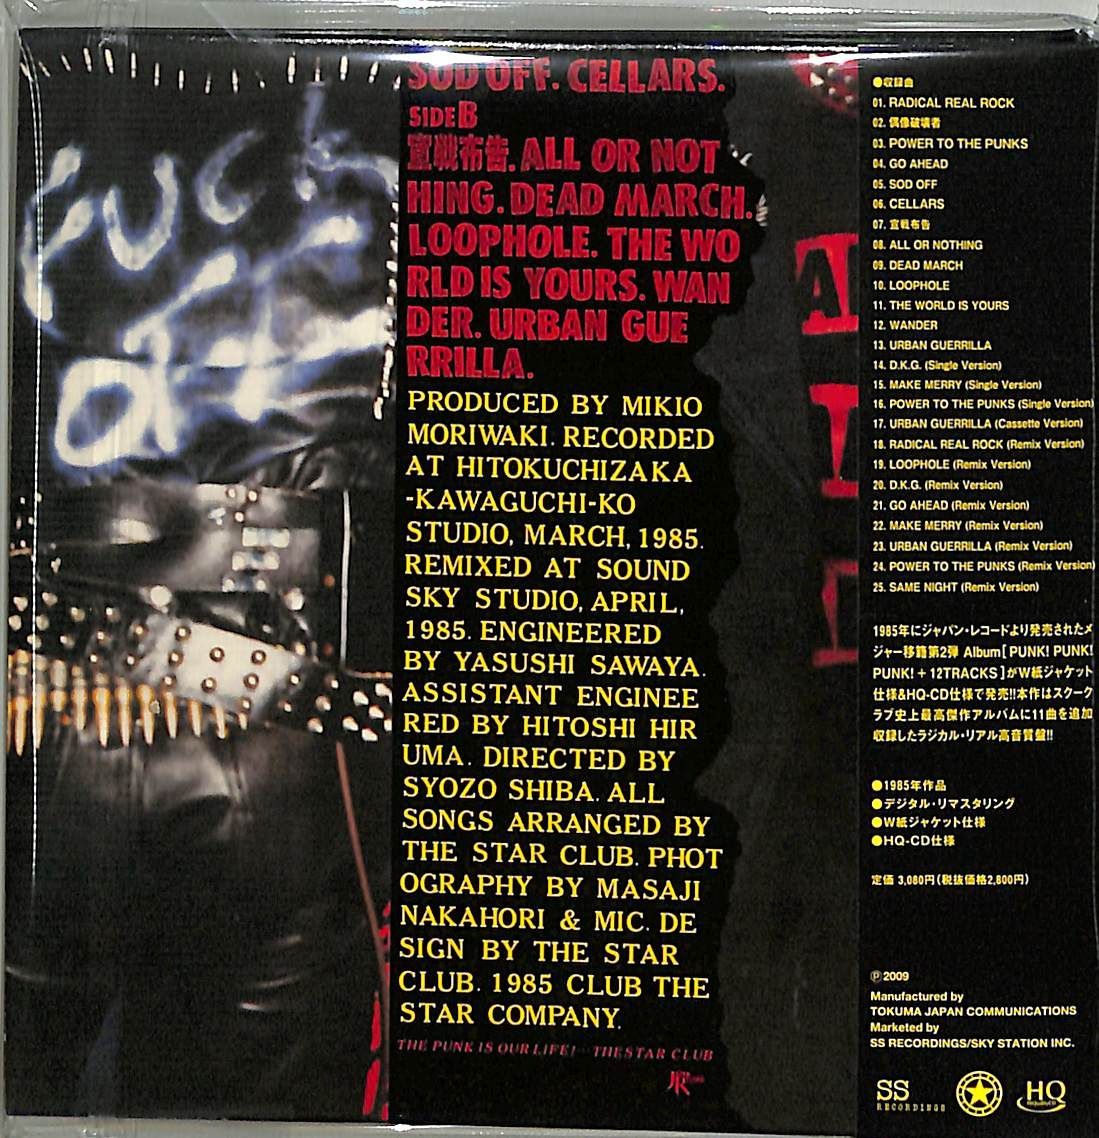 FUCK
OFF
SOD OFF. CELLARS.
SIDE B
宣戦布告. ALL OR NOT
HING. DEAD MARCH.
LOOPHOLE. THE WO
RLD IS YOURS. WAN
DER. URBAN GUE
RRILLA.
PRODUCED BY MIKIO
MORIWAKI. RECORDED
AT HITOKUCHIZAKA
-KAWAGUCHI-KO
STUDIO, MARCH, 1985.
REMIXED AT SOUND
SKY STUDIO, APRIL,
1985. ENGINEERED
BY YASUSHI SAWAYA.
ASSISTANT ENGINEE
RED BY HITOSHI HIR
UMA. DIRECTED BY
SYOZO SHIBA. ALL
SONGS ARRANGED BY
THE STAR CLUB. PHOT
OGRAPHY BY MASAJI
NAKAHORI & MIC. DE
SIGN BY THE STAR
CLUB. 1985 CLUB THE
STAR COMPANY.
THE PUNK IS OUR LIFE! THE STAR CLUB
●収録曲
01. RADICAL REAL ROCK
02. 偶像破壊者
03. POWER TO THE PUNKS
04. GO AHEAD
05. SOD OFF
06. CELLARS
07. 宣戦布告
08. ALL OR NOTHING
09. DEAD MARCH
10. LOOPHOLE
11. THE WORLD IS YOURS
12. WANDER
13. URBAN GUERRILLA
14. D.K.G. (Single Version)
15. MAKE MERRY (Single Version)
16. POWER TO THE PUNKS (Single Version)
17. URBAN GUERRILLA (Cassette Version)
18. RADICAL REAL ROCK (Remix Version)
19. LOOPHOLE (Remix Version)
20. D.K.G. (Remix Version)
21. GO AHEAD (Remix Version)
22. MAKE MERRY (Remix Version)
23. URBAN GUERRILLA (Remix Version)
24. POWER TO THE PUNKS (Remix Version)
25. SAME NIGHT (Remix Version)
1985年にジャパン・レコードより発売されたメ
ジャー移籍第2弾 Album[ PUNK! PUNK!
PUNK! + 12TRACKS ]がW紙ジャケット
仕様&HQ-CD仕様で発売!!本作はスターク
ラブ史上最高傑作アルバムに11曲を追加
収録したラジカル・リアル高音質盤!!
●1985年作品
●デジタル・リマスタリング
●W紙ジャケット仕様
●HQ-CD仕様
定価 3,080円(税抜価格2,800円)
Ⓟ2009
Manufactured by
TOKUMA JAPAN COMMUNICATIONS
Marketed by
SS RECORDINGS/SKY STATION INC.
SS
RECORDINGS
HQ